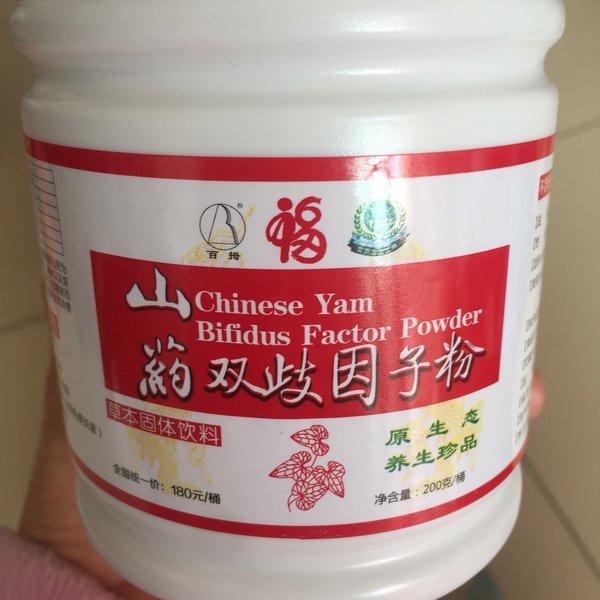 百拇
福
山药
Chinese Yam
Bifidus Factor Powder
双歧因子粉
草本固体饮料
原生态
养生珍品
全国统一价：180元/桶
净含量：200克/桶